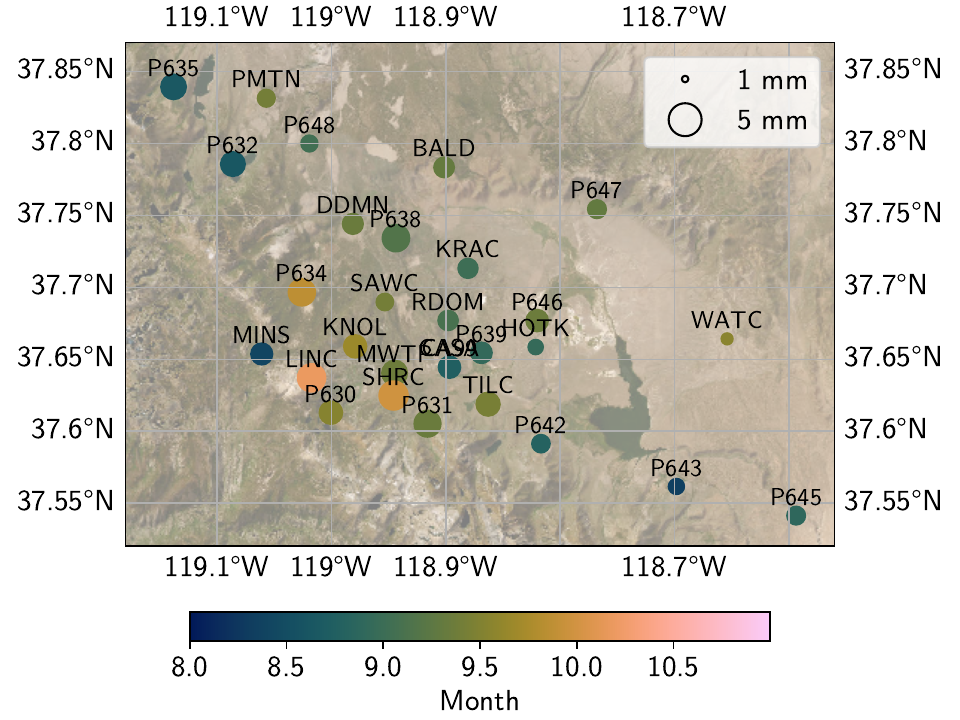 119.1°W 119°W 118.9°W 118.7°W
37.85°N 37.85°N
37.8°N 37.8°N
37.75°N 37.75°N
37.7°N 37.7°N
37.65°N 37.65°N
37.6°N 37.6°N
37.55°N 37.55°N
1 mm
5 mm
P635
PMTN
P648
P632
BALD
P647
DDMN
P638
KRAC
P634
SAWC
RDOM
P646
HOTK
P639
WATC
MINS
KNOL
MWTP
CASA
LINC
SHRC
TILC
P630
P631
P642
P643
P645
119.1°W 119°W 118.9°W 118.7°W
8.0 8.5 9.0 9.5 10.0 10.5
Month